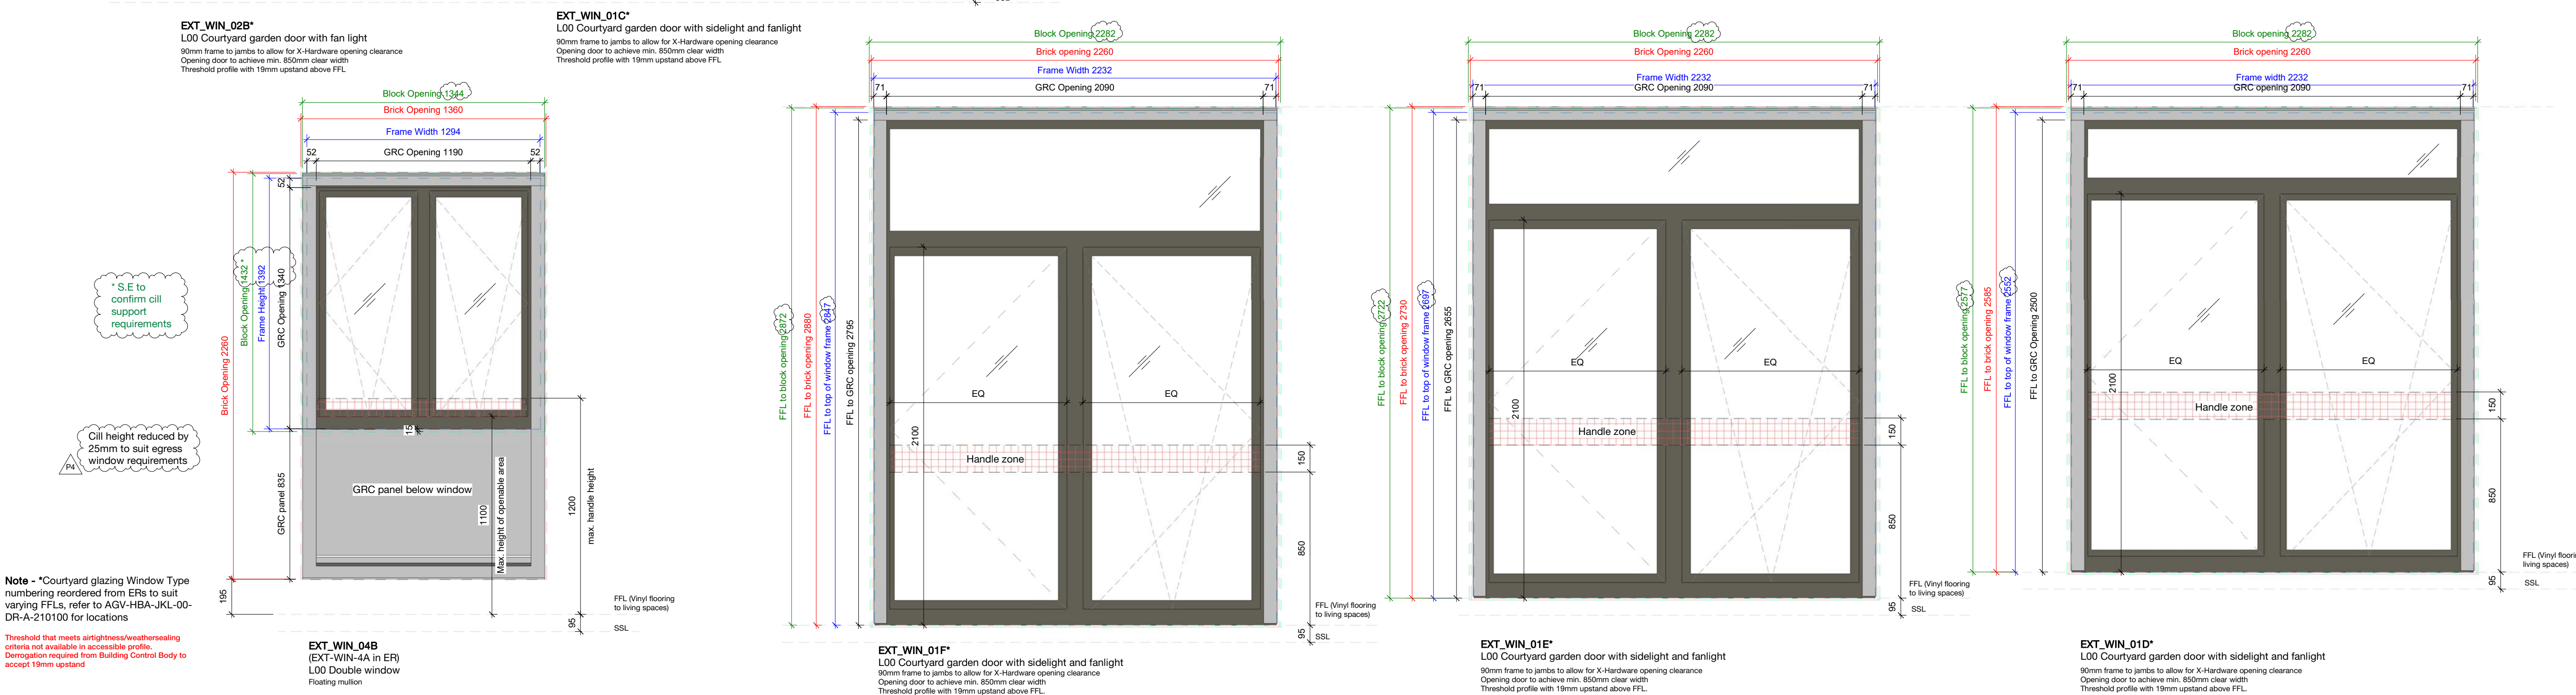 EXT_WIN_02B*
L00 Courtyard garden door with fan light
90mm frame to jambs to allow for X-Hardware opening clearance
Opening door to achieve min. 850mm clear width
Threshold profile with 19mm upstand above FFL
EXT_WIN_01C*
L00 Courtyard garden door with sidelight and fanlight
90mm frame to jambs to allow for X-Hardware opening clearance
Opening door to achieve min. 850mm clear width
Threshold profile with 19mm upstand above FFL
Block Opening 1344
Brick Opening 1360
Frame Width 1294
52
GRC Opening 1190
52
52
Brick Opening 2260
Block Opening 1432 *
Frame Height 1392
GRC Opening 1340
* S.E to
confirm cill
support
requirements
Cill height reduced by
25mm to suit egress
window requirements
P4
15
GRC panel below window
GRC panel 835
1100
Max. height of openable area
1200
max. handle height
195
FFL (Vinyl flooring
to living spaces)
95
SSL
Note - *Courtyard glazing Window Type
numbering reordered from ERs to suit
varying FFLs, refer to AGV-HBA-JKL-00-
DR-A-210100 for locations
Threshold that meets airtightness/weathersealing
criteria not available in accessible profile.
Derrogation required from Building Control Body to
accept 19mm upstand
EXT_WIN_04B
(EXT-WIN-4A in ER)
L00 Double window
Floating mullion
Block Opening 2282
Brick opening 2260
Frame Width 2232
71
GRC Opening 2090
71
FFL to block opening 2872
FFL to brick opening 2880
FFL to top of window frame 2847
FFL to GRC opening 2795
2100
EQ
EQ
Handle zone
150
850
FFL (Vinyl flooring
to living spaces)
95
SSL
EXT_WIN_01F*
L00 Courtyard garden door with sidelight and fanlight
90mm frame to jambs to allow for X-Hardware opening clearance
Opening door to achieve min. 850mm clear width
Threshold profile with 19mm upstand above FFL.
Block Opening 2282
Brick Opening 2260
Frame Width 2232
71
GRC Opening 2090
71
FFL to block opening 2722
FFL to brick opening 2730
FFL to top of window frame 2697
FFL to GRC opening 2655
2100
EQ
EQ
Handle zone
150
850
FFL (Vinyl flooring
to living spaces)
95
SSL
EXT_WIN_01E*
L00 Courtyard garden door with sidelight and fanlight
90mm frame to jambs to allow for X-Hardware opening clearance
Opening door to achieve min. 850mm clear width
Threshold profile with 19mm upstand above FFL.
Block opening 2282
Brick opening 2260
Frame width 2232
71
GRC opening 2090
71
FFL to block opening 2577
FFL to brick opening 2585
FFL to top of window frame 2552
FFL to GRC Opening 2500
2100
EQ
EQ
Handle zone
150
850
FFL (Vinyl floorin
living spaces)
95
SSL
EXT_WIN_01D*
L00 Courtyard garden door with sidelight and fanlight
90mm frame to jambs to allow for X-Hardware opening clearance
Opening door to achieve min. 850mm clear width
Threshold profile with 19mm upstand above FFL.